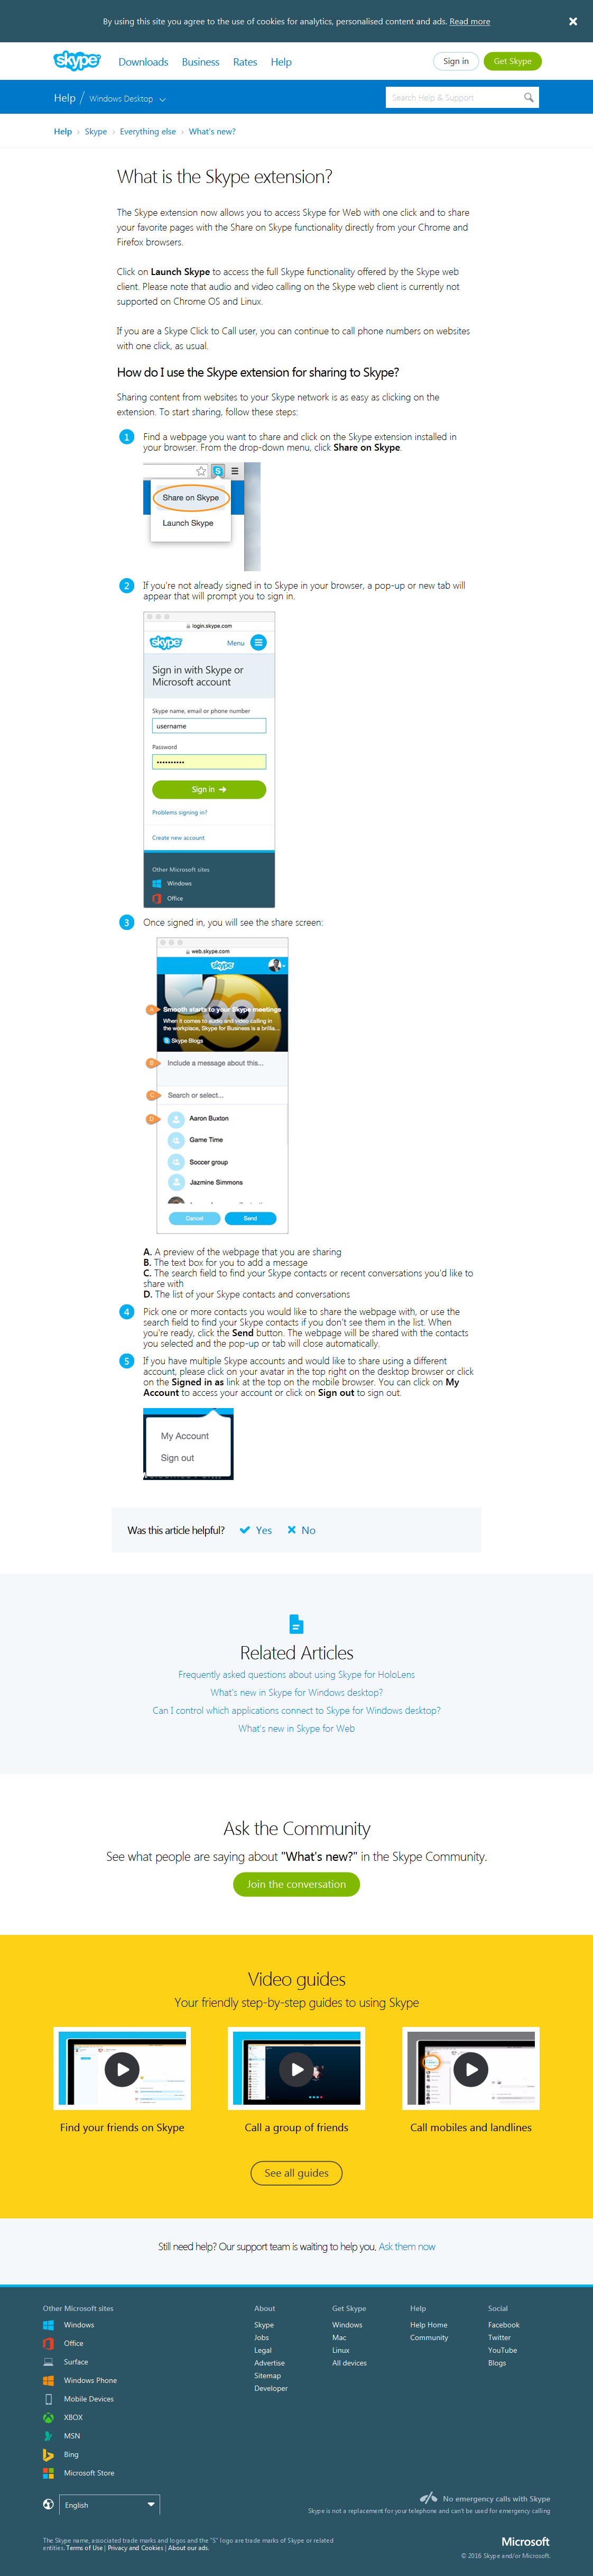 By using this site you agree to the use of cookies for analytics, personalised content and ads. Read more
skype Downloads Business Rates Help Sign in Get Skype
Help / Windows Desktop Search Help & Support
Help › Skype › Everything else › What's new?
What is the Skype extension?
The Skype extension now allows you to access Skype for Web with one click and to share
your favorite pages with the Share on Skype functionality directly from your Chrome and
Firefox browsers.
Click on Launch Skype to access the full Skype functionality offered by the Skype web
client. Please note that audio and video calling on the Skype web client is currently not
supported on Chrome OS and Linux.
If you are a Skype Click to Call user, you can continue to call phone numbers on websites
with one click, as usual.
How do I use the Skype extension for sharing to Skype?
Sharing content from websites to your Skype network is as easy as clicking on the
extension. To start sharing, follow these steps:
1 Find a webpage you want to share and click on the Skype extension installed in
your browser. From the drop-down menu, click Share on Skype.
Share on Skype
Launch Skype
2 If you're not already signed in to Skype in your browser, a pop-up or new tab will
appear that will prompt you to sign in.
login.skype.com
skype Menu
Sign in with Skype or
Microsoft account
Skype name, email or phone number
username
Password
Sign in
Problems signing in?
Create new account
Other Microsoft sites
Windows
Office
3 Once signed in, you will see the share screen:
web.skype.com
skype
A Smooth starts to your Skype meetings
When it comes to audio and video calling in
the workplace, Skype for Business is a brillia...
Skype Blogs
B Include a message about this...
C Search or select...
D Aaron Buxton
Game Time
Soccer group
Jazmine Simmons
Cancel Send
A. A preview of the webpage that you are sharing
B. The text box for you to add a message
C. The search field to find your Skype contacts or recent conversations you'd like to
share with
D. The list of your Skype contacts and conversations
4 Pick one or more contacts you would like to share the webpage with, or use the
search field to find your Skype contacts if you don't see them in the list. When
you're ready, click the Send button. The webpage will be shared with the contacts
you selected and the pop-up or tab will close automatically.
5 If you have multiple Skype accounts and would like to share using a different
account, please click on your avatar in the top right on the desktop browser or click
on the Signed in as link at the top on the mobile browser. You can click on My
Account to access your account or click on Sign out to sign out.
My Account
Sign out
Was this article helpful? Yes No
Related Articles
Frequently asked questions about using Skype for HoloLens
What's new in Skype for Windows desktop?
Can I control which applications connect to Skype for Windows desktop?
What's new in Skype for Web
Ask the Community
See what people are saying about "What's new?" in the Skype Community.
Join the conversation
Video guides
Your friendly step-by-step guides to using Skype
Find your friends on Skype Call a group of friends Call mobiles and landlines
See all guides
Still need help? Our support team is waiting to help you. Ask them now
Other Microsoft sites About Get Skype Help Social
Windows Skype Windows Help Home Facebook
Jobs Mac Community Twitter
Office Legal Linux YouTube
Surface Advertise All devices Blogs
Sitemap
Windows Phone Developer
Mobile Devices
XBOX
MSN
Bing
Microsoft Store
English
No emergency calls with Skype
Skype is not a replacement for your telephone and can't be used for emergency calling
The Skype name, associated trade marks and logos and the "S" logo are trade marks of Skype or related
entities. Terms of Use | Privacy and Cookies | About our ads.
Microsoft
© 2016 Skype and/or Microsoft.